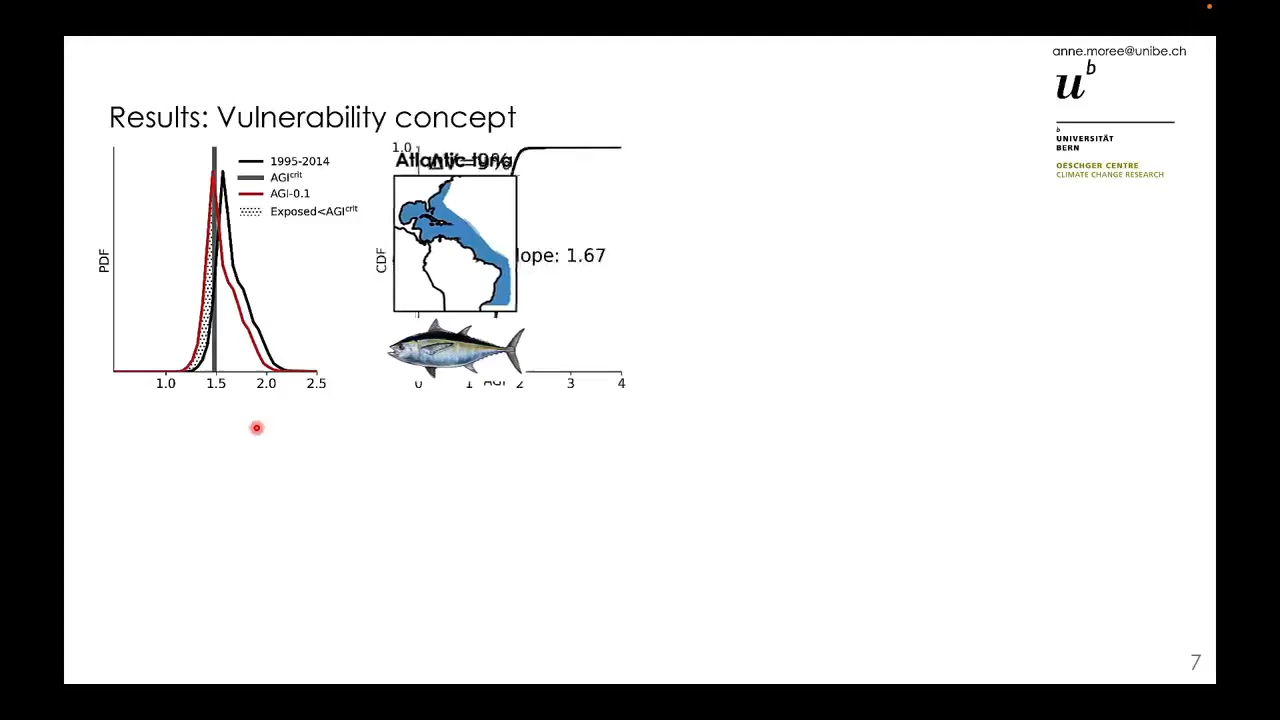 anne.moree@unibe.ch
u
b
b
UNIVERSITÄT
BERN
OESCHGER CENTRE
CLIMATE CHANGE RESEARCH
Results: Vulnerability concept
1995-2014
AGIcrit
AGI-0.1
Exposed<AGIcrit
PDF
1.0 1.5 2.0 2.5
1.0
CDF
lope: 1.67
0 1 AGI 2 3 4
7